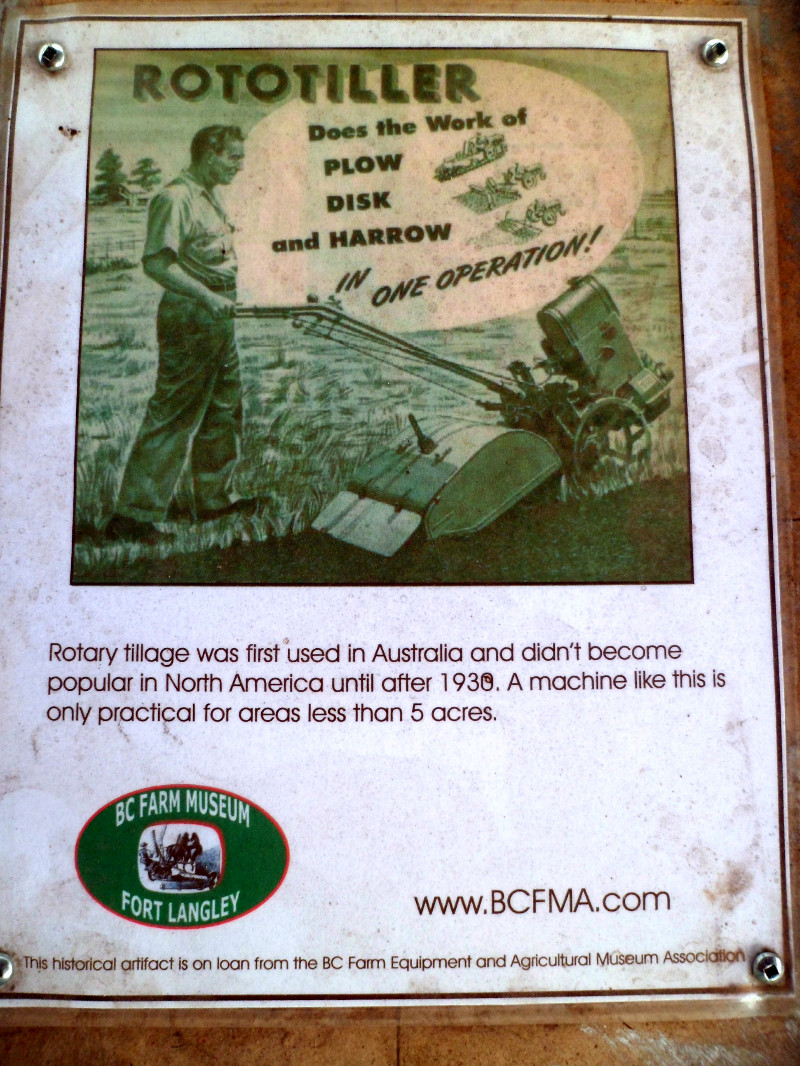 ROTOTILLER
Does the Work of
PLOW
DISK
and HARROW
IN
ONE OPERATION!
Rotary tillage was first used in Australia and didn't become
popular in North America until after 1930. A machine like this is
only practical for areas less than 5 acres.
BC FARM MUSEUM
FORT LANGLEY
www.BCFMA.com
This historical artifact is on loan from the BC Farm Equipment and Agricultural Museum Association